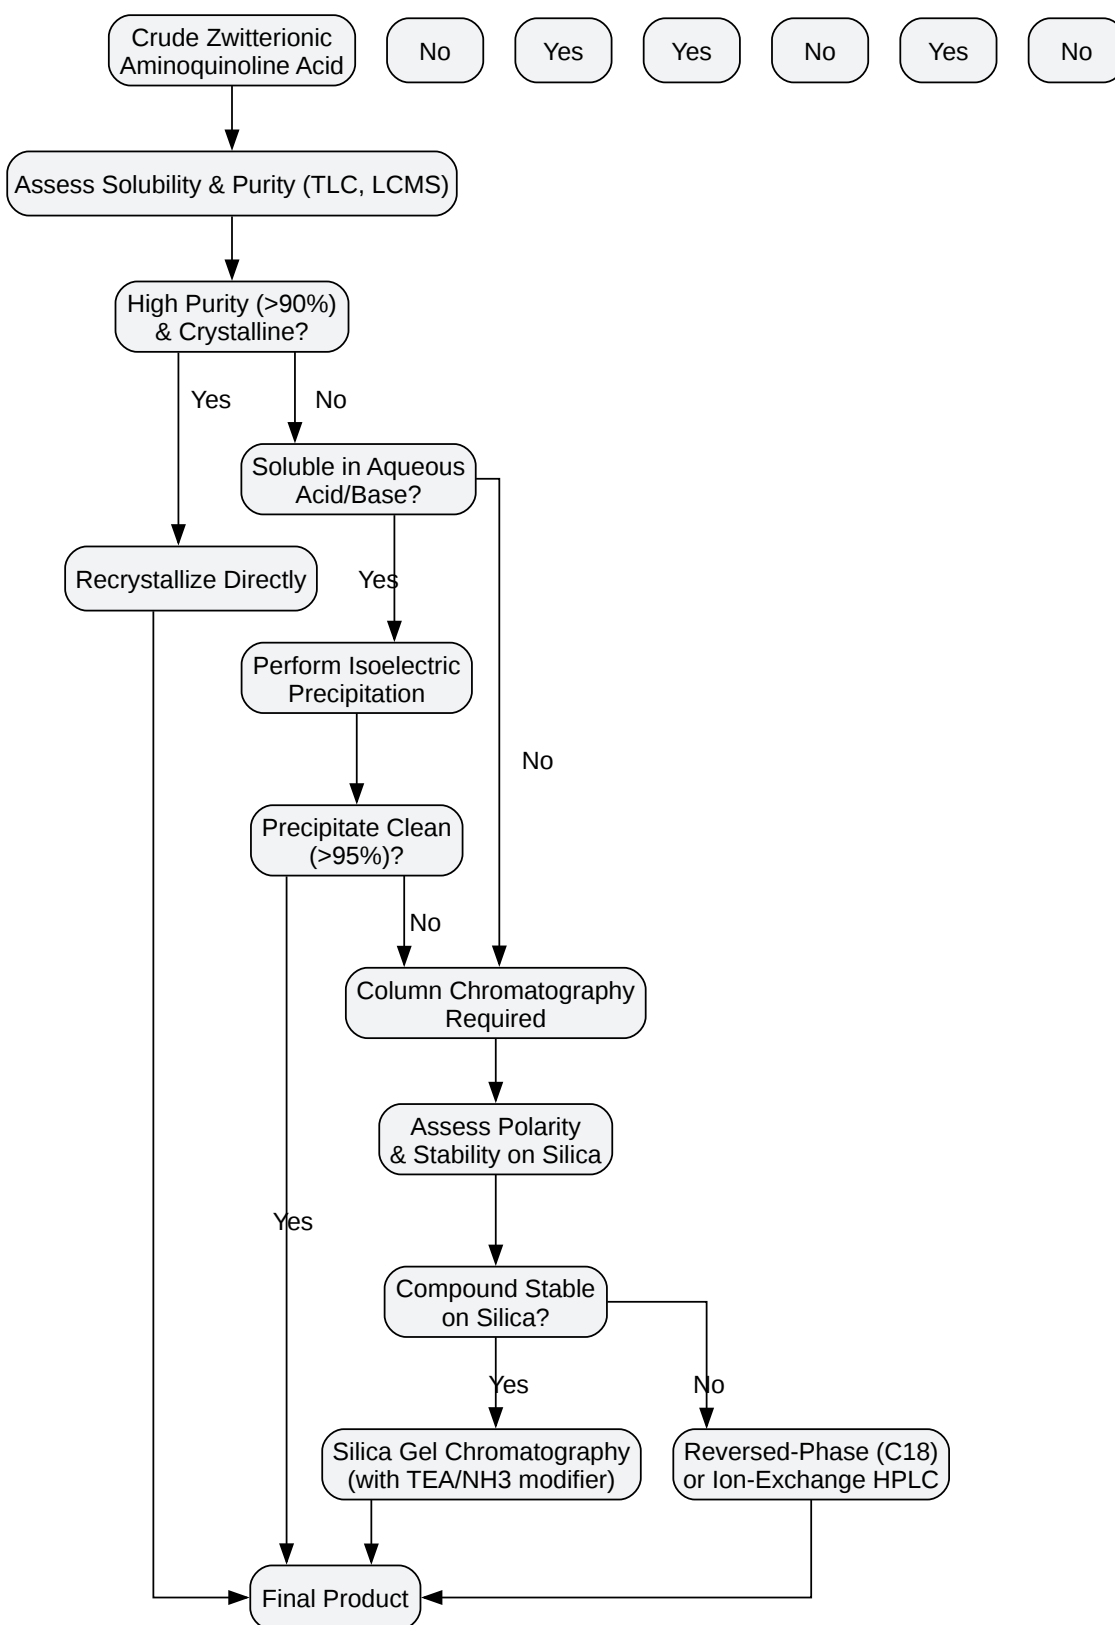 Crude Zwitterionic
Aminoquinoline Acid
No
Yes
Yes
No
Yes
No
Assess Solubility & Purity (TLC, LCMS)
High Purity (>90%)
& Crystalline?
Yes
No
Soluble in Aqueous
Acid/Base?
Recrystallize Directly
Yes
Perform Isoelectric
Precipitation
No
Precipitate Clean
(>95%)?
No
Column Chromatography
Required
Assess Polarity
& Stability on Silica
Yes
Compound Stable
on Silica?
Yes
No
Silica Gel Chromatography
(with TEA/NH3 modifier)
Reversed-Phase (C18)
or Ion-Exchange HPLC
Final Product